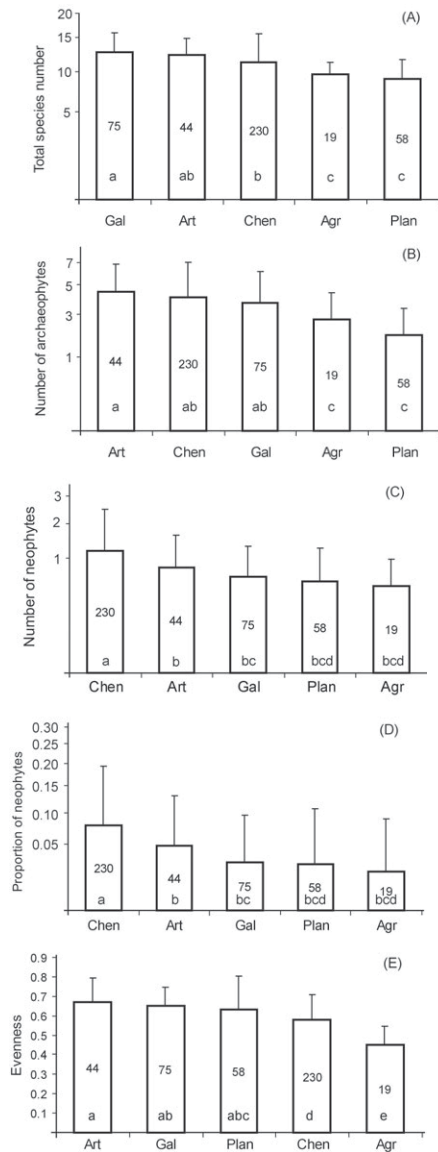 (A)
Total species number
20
15
10
5
75 44 230 19 58
a ab b c c
Gal Art Chen Agr Plan
(B)
Number of archaeophytes
7
5
3
1
44 230 75 19 58
a ab ab c c
Art Chen Gal Agr Plan
(C)
Number of neophytes
3
2
1
230 44 75 58 19
a b bc bcd bcd
Chen Art Gal Plan Agr
(D)
Proportion of neophytes
0.30
0.25
0.20
0.15
0.10
0.05
230 44 75 58 19
a b bc bcd bcd
Chen Art Gal Plan Agr
(E)
Evenness
0.9
0.8
0.7
0.6
0.5
0.4
0.3
0.2
0.1
44 75 58 230 19
a ab abc d e
Art Gal Plan Chen Agr